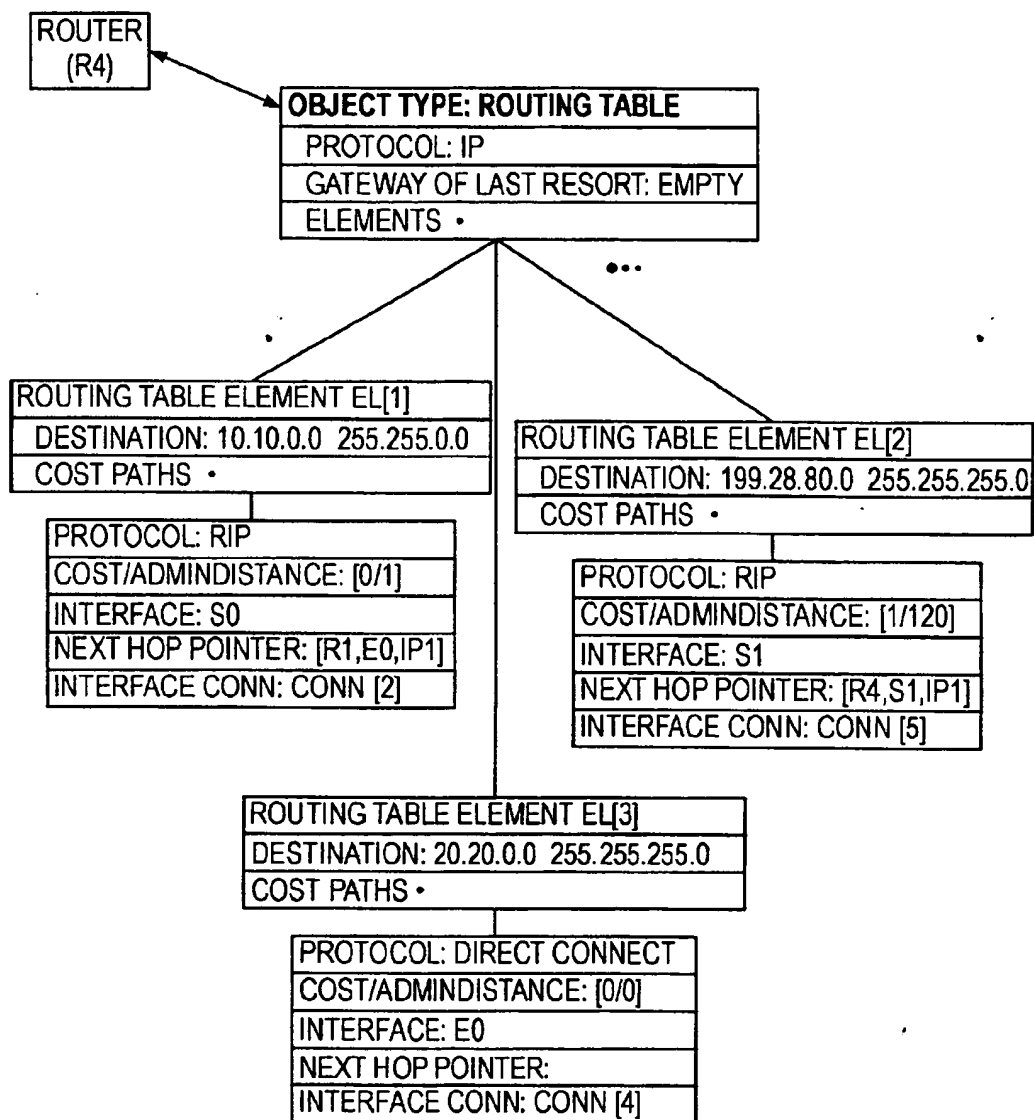 ROUTER
(R4)
OBJECT TYPE: ROUTING TABLE
PROTOCOL: IP
GATEWAY OF LAST RESORT: EMPTY
ELEMENTS •
ROUTING TABLE ELEMENT EL[1]
DESTINATION: 10.10.0.0 255.255.0.0
COST PATHS •
PROTOCOL: RIP
COST/ADMINDISTANCE: [0/1]
INTERFACE: S0
NEXT HOP POINTER: [R1,E0,IP1]
INTERFACE CONN: CONN [2]
ROUTING TABLE ELEMENT EL[2]
DESTINATION: 199.28.80.0 255.255.255.0
COST PATHS •
PROTOCOL: RIP
COST/ADMINDISTANCE: [1/120]
INTERFACE: S1
NEXT HOP POINTER: [R4,S1,IP1]
INTERFACE CONN: CONN [5]
ROUTING TABLE ELEMENT EL[3]
DESTINATION: 20.20.0.0 255.255.255.0
COST PATHS •
PROTOCOL: DIRECT CONNECT
COST/ADMINDISTANCE: [0/0]
INTERFACE: E0
NEXT HOP POINTER:
INTERFACE CONN: CONN [4]